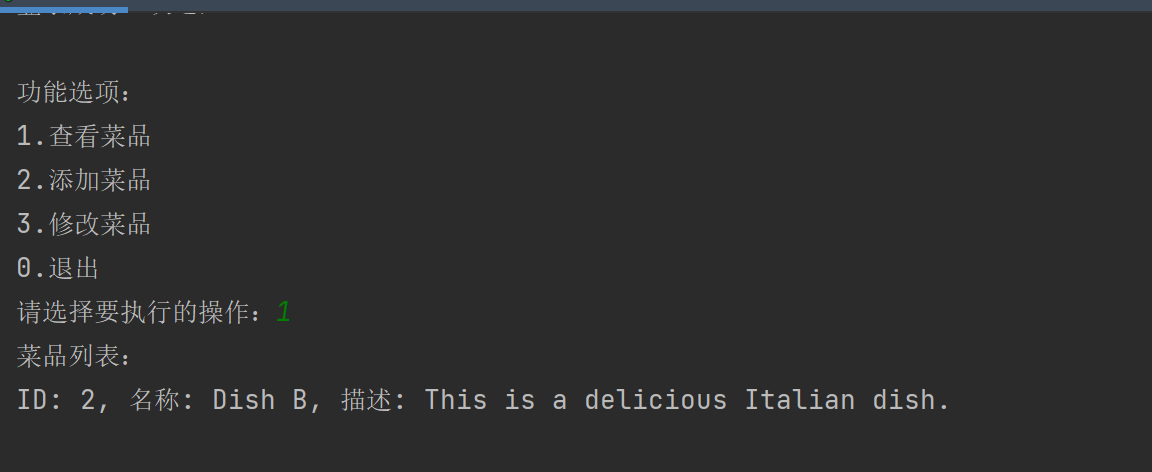 功能选项：
1.查看菜品
2.添加菜品
3.修改菜品
0.退出
请选择要执行的操作：1
菜品列表：
ID: 2, 名称: Dish B, 描述: This is a delicious Italian dish.